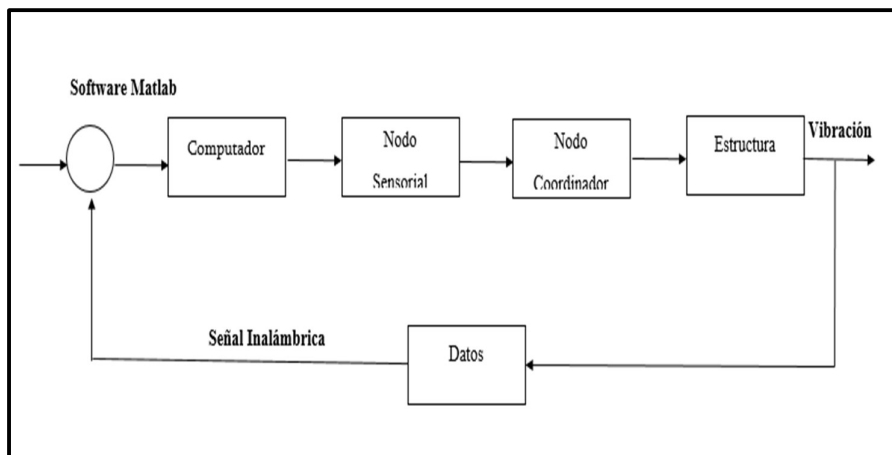 Software Matlab
Computador
Nodo
Sensorial
Nodo
Coordinador
Estructura
Vibración
Señal Inalámbrica
Datos